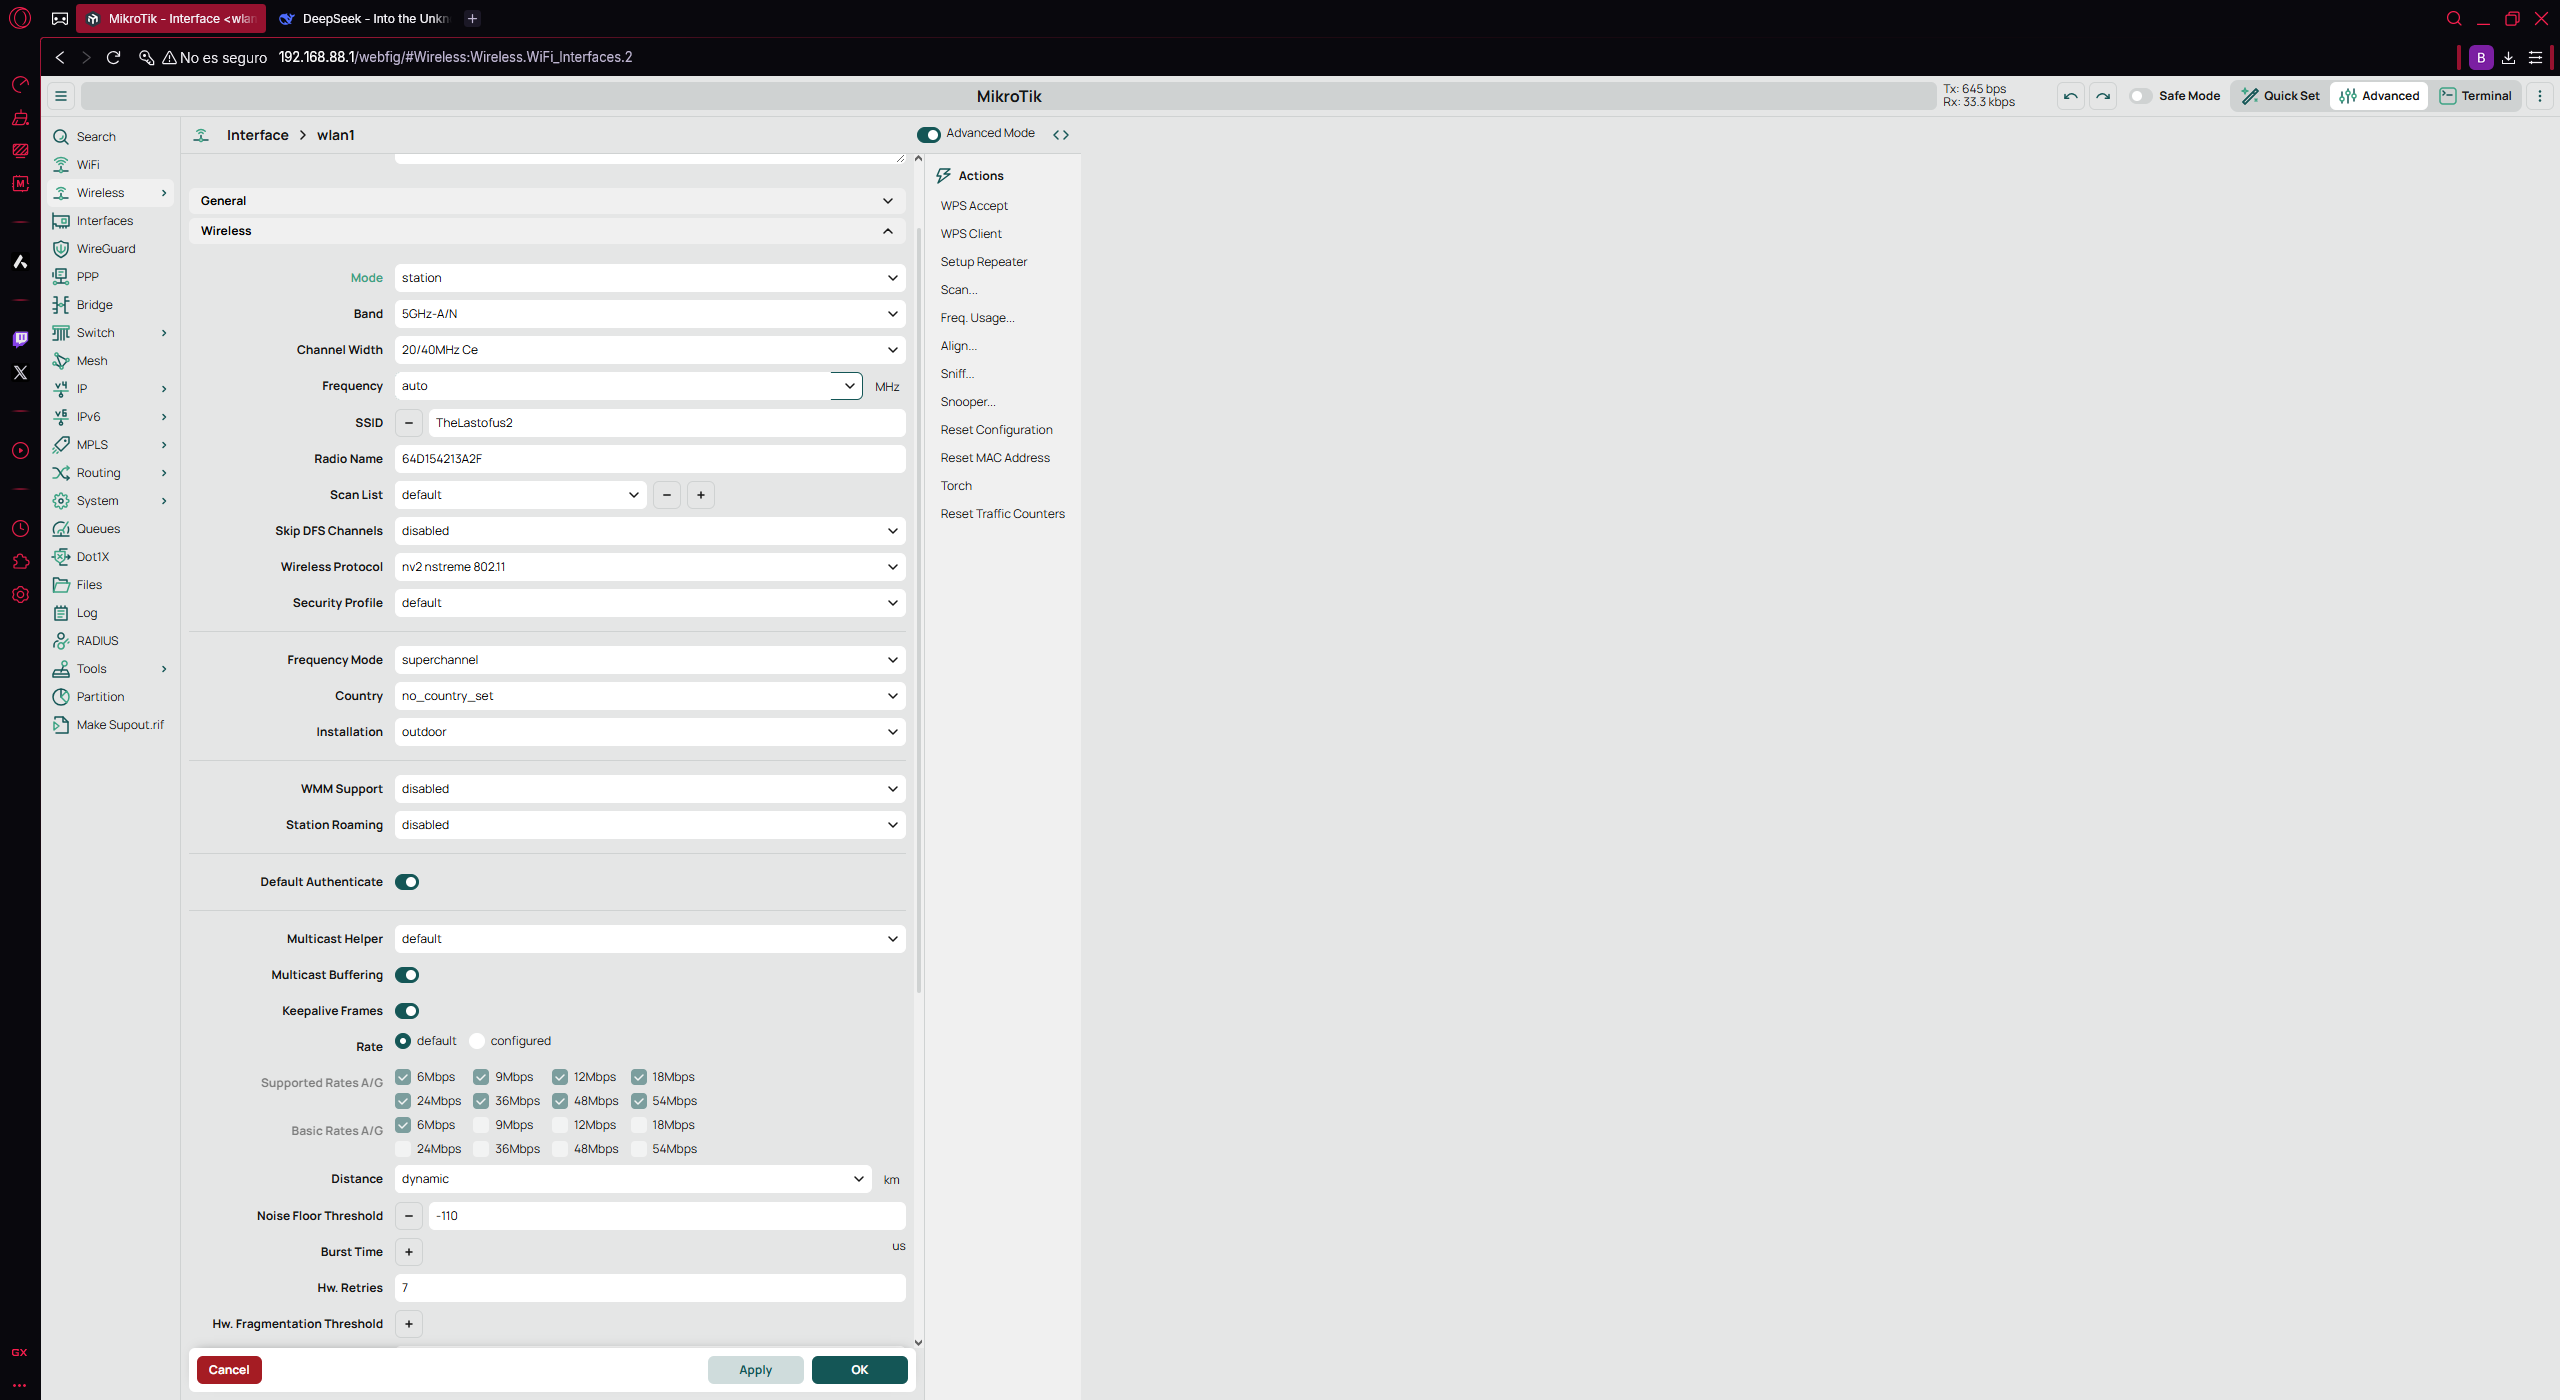 MikroTik - Interface <wlan
DeepSeek - Into the Unkn
No es seguro 192.168.88.1/webfig/#Wireless:Wireless.WiFi_Interfaces.2
B
MikroTik
Tx: 645 bps
Rx: 33.3 kbps
Safe Mode
Quick Set
Advanced
Terminal
Search
WiFi
Wireless
Interfaces
WireGuard
PPP
Bridge
Switch
Mesh
IP
IPv6
MPLS
Routing
System
Queues
Dot1X
Files
Log
RADIUS
Tools
Partition
Make Supout.rif
GX
Interface > wlan1
Advanced Mode
General
Wireless
Mode station
Band 5GHz-A/N
Channel Width 20/40MHz Ce
Frequency auto MHz
SSID - TheLastofus2
Radio Name 64D154213A2F
Scan List default - +
Skip DFS Channels disabled
Wireless Protocol nv2 nstreme 802.11
Security Profile default
Frequency Mode superchannel
Country no_country_set
Installation outdoor
WMM Support disabled
Station Roaming disabled
Default Authenticate
Multicast Helper default
Multicast Buffering
Keepalive Frames
Rate default configured
Supported Rates A/G 6Mbps 9Mbps 12Mbps 18Mbps
24Mbps 36Mbps 48Mbps 54Mbps
Basic Rates A/G 6Mbps 9Mbps 12Mbps 18Mbps
24Mbps 36Mbps 48Mbps 54Mbps
Distance dynamic km
Noise Floor Threshold - -110
Burst Time + us
Hw. Retries 7
Hw. Fragmentation Threshold +
Cancel Apply OK
Actions
WPS Accept
WPS Client
Setup Repeater
Scan...
Freq. Usage...
Align...
Sniff...
Snooper...
Reset Configuration
Reset MAC Address
Torch
Reset Traffic Counters